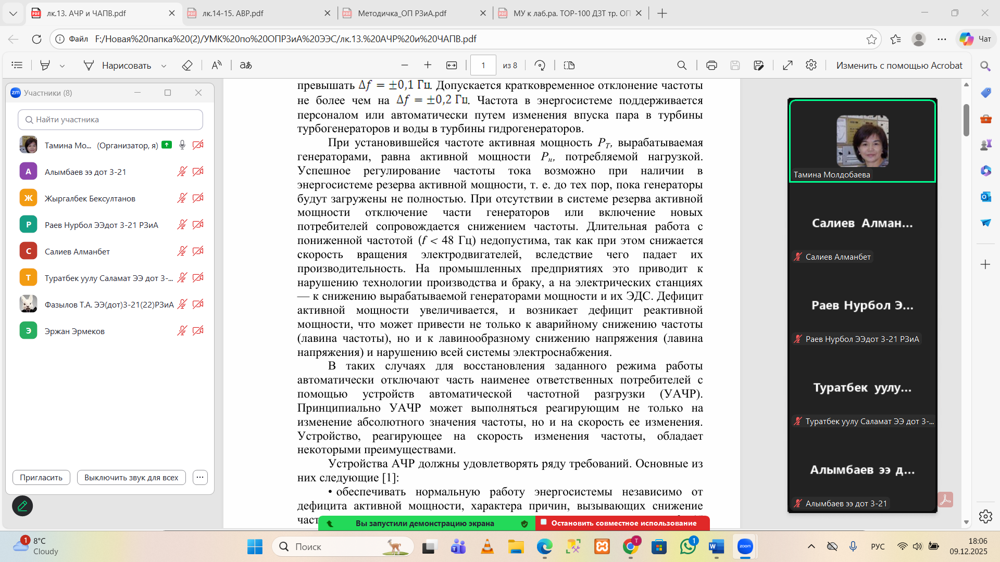 лк.13. АЧР и ЧАПВ.pdf
лк.14-15. АВР.pdf
Методичка_ОП РЗиА.pdf
МУ к лаб.ра. ТОР-100 ДЗТ тр. ОП
Файл
F:/Новая%20папка%20(2)/УМК%20по%20ОПРЗиА%20ЭЭС/лк.13.%20АЧР%20и%20ЧАПВ.pdf
Чат
Нарисовать
аあ
1
из 8
Изменить с помощью Acrobat
zm
Участники (8)
Найти участника
Тамина Мо... (Организатор, я)
А
Алымбаев ээ дот 3-21
Ж
Жыргалбек Бексултанов
Р
Раев Нурбол ЭЭдот 3-21 РЗиА
С
Салиев Алманбет
Т
Туратбек уулу Саламат ЭЭ дот 3-...
Фазылов Т.А. ЭЭ(дот)3-21(22)РЗиА
Э
Эржан Эрмеков
Пригласить
Выключить звук для всех
...
превышать Δf = ±0,1 Гц. Допускается кратковременное отклонение частоты
не более чем на Δf = ±0,2 Гц. Частота в энергосистеме поддерживается
персоналом или автоматически путем изменения впуска пара в турбины
турбогенераторов и воды в турбины гидрогенераторов.
При установившейся частоте активная мощность PТ, вырабатываемая
генераторами, равна активной мощности Pн, потребляемой нагрузкой.
Успешное регулирование частоты тока возможно при наличии в
энергосистеме резерва активной мощности, т. е. до тех пор, пока генераторы
будут загружены не полностью. При отсутствии в системе резерва активной
мощности отключение части генераторов или включение новых
потребителей сопровождается снижением частоты. Длительная работа с
пониженной частотой (f < 48 Гц) недопустима, так как при этом снижается
скорость вращения электродвигателей, вследствие чего падает их
производительность. На промышленных предприятиях это приводит к
нарушению технологии производства и браку, а на электрических станциях
— к снижению вырабатываемой генераторами мощности и их ЭДС. Дефицит
активной мощности увеличивается, и возникает дефицит реактивной
мощности, что может привести не только к аварийному снижению частоты
(лавина частоты), но и к лавинообразному снижению напряжения (лавина
напряжения) и нарушению всей системы электроснабжения.
В таких случаях для восстановления заданного режима работы
автоматически отключают часть наименее ответственных потребителей с
помощью устройств автоматической частотной разгрузки (УАЧР).
Принципиально УАЧР может выполняться реагирующим не только на
изменение абсолютного значения частоты, но и на скорость ее изменения.
Устройство, реагирующее на скорость изменения частоты, обладает
некоторыми преимуществами.
Устройства АЧР должны удовлетворять ряду требований. Основные из
них следующие [1]:
• обеспечивать нормальную работу энергосистемы независимо от
дефицита активной мощности, характера причин, вызывающих снижение
част
Тамина Молдобаева
Салиев Алман...
Салиев Алманбет
Раев Нурбол Э...
Раев Нурбол ЭЭдот 3-21 РЗиА
Туратбек уулу...
Туратбек уулу Саламат ЭЭ дот 3-...
Алымбаев ээ д...
Алымбаев ээ дот 3-21
Вы запустили демонстрацию экрана
Остановить совместное использование
1
8°C
Cloudy
Поиск
T
1
zoom
РУС
18:06
09.12.2025